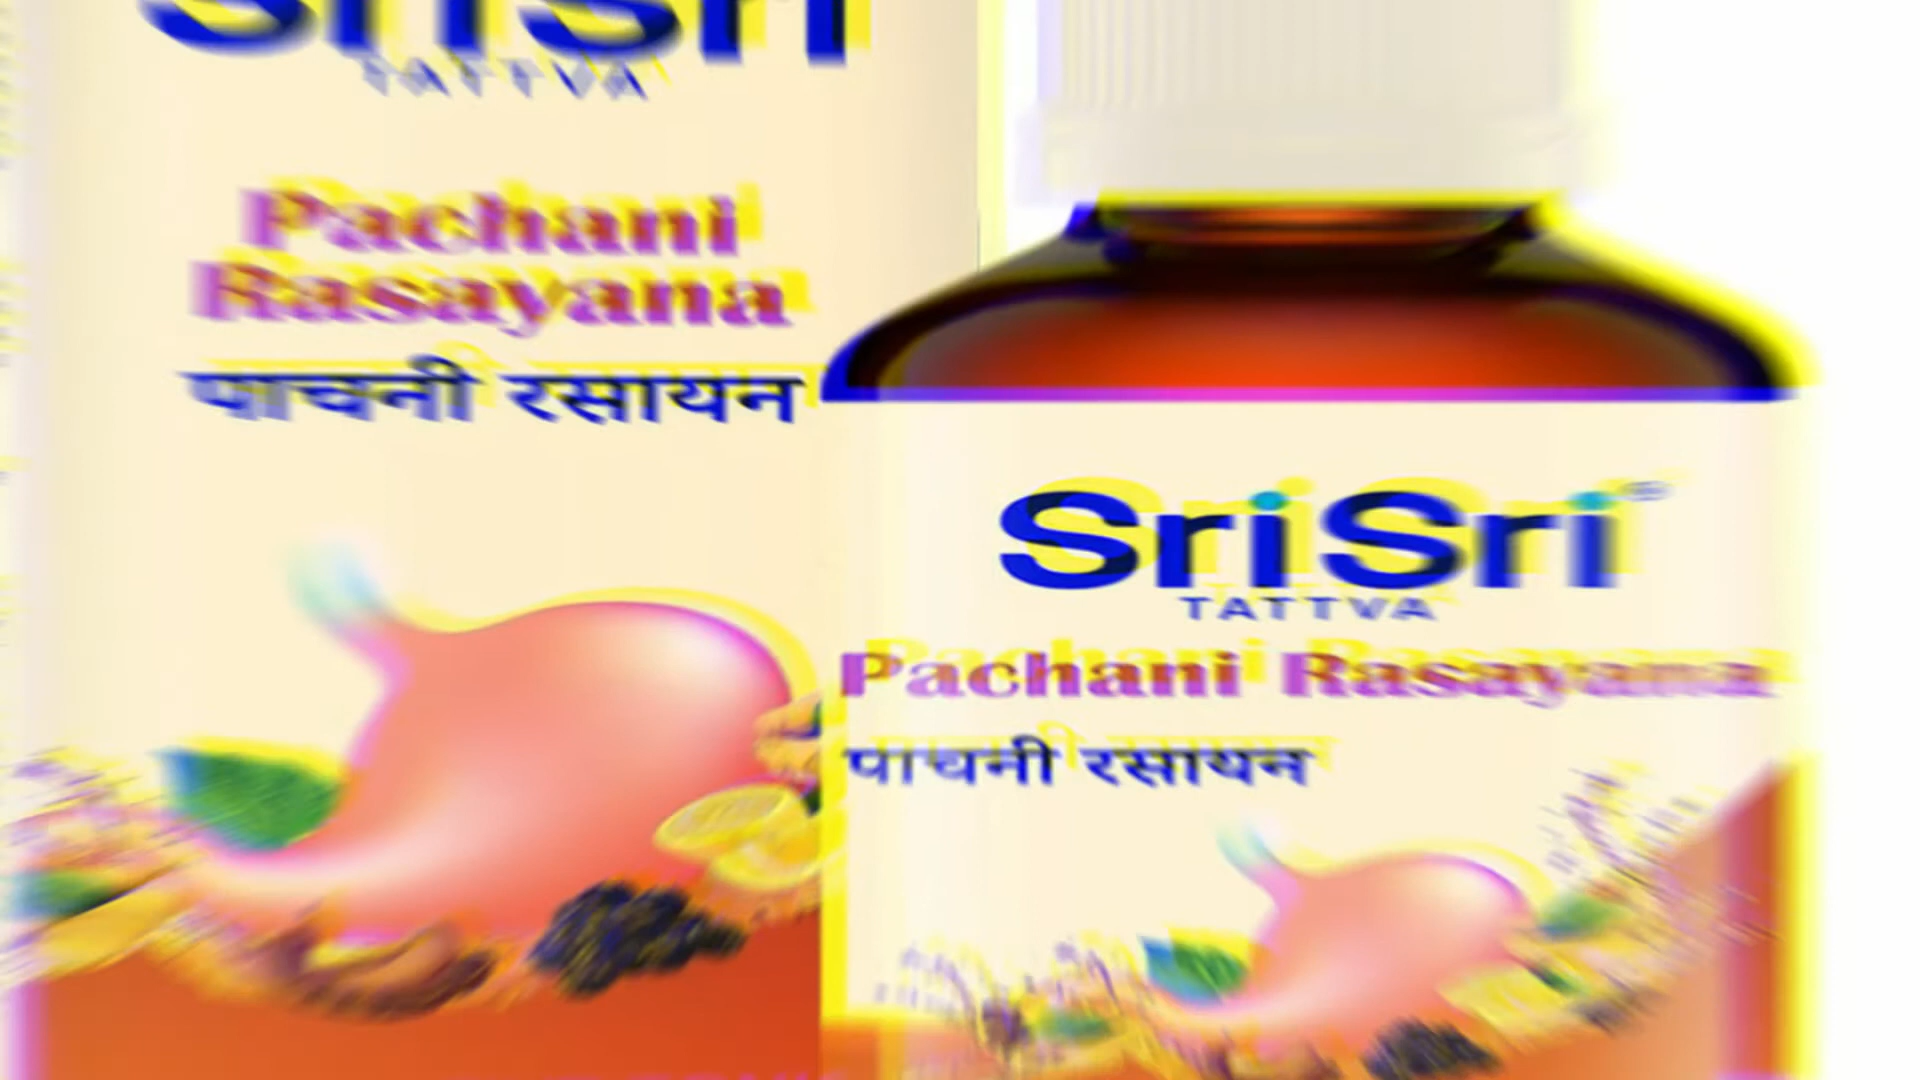 SriSri
TATTVA
Pachani
Rasayana
पाचनी रसायन
SriSri
TATTVA
Pachani Rasayana
पाचनी रसायन